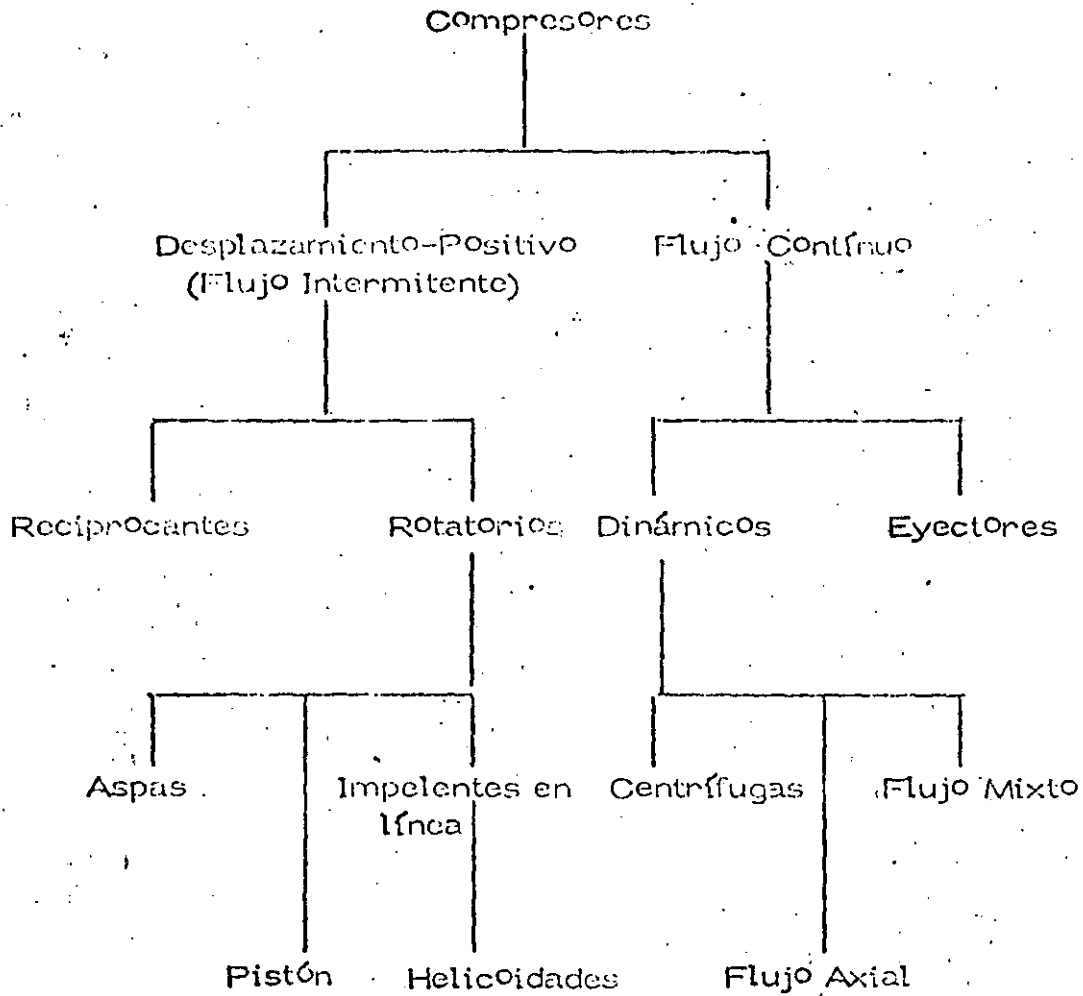 Compresores
Desplazamiento-Positivo
(Flujo Intermitente)
Flujo Contínuo
Reciprocantes
Rotatorios
Dinámicos
Eyectores
Aspas
Impelentes en
línea
Centrífugas
Flujo Mixto
Pistón
Helicoidades
Flujo Axial